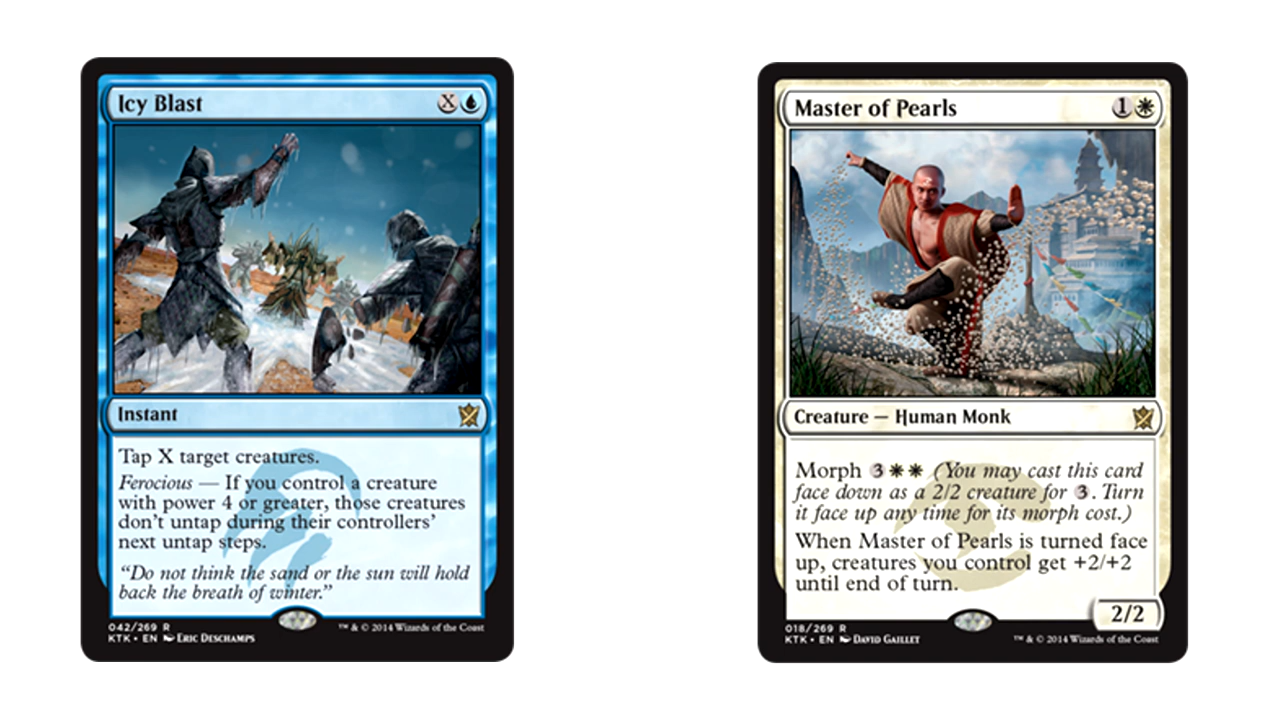 Icy Blast X
Instant
Tap X target creatures.
Ferocious — If you control a creature
with power 4 or greater, those creatures
don't untap during their controllers'
next untap steps.
"Do not think the sand or the sun will hold
back the breath of winter."
042/269 R
KTK • EN Eric Deschamps
™ & © 2014 Wizards of the Coast
Master of Pearls 1
Creature — Human Monk
Morph 3 (You may cast this card
face down as a 2/2 creature for 3. Turn
it face up any time for its morph cost.)
When Master of Pearls is turned face
up, creatures you control get +2/+2
until end of turn.
2/2
018/269 R
KTK • EN David Gaillet
™ & © 2014 Wizards of the Coast